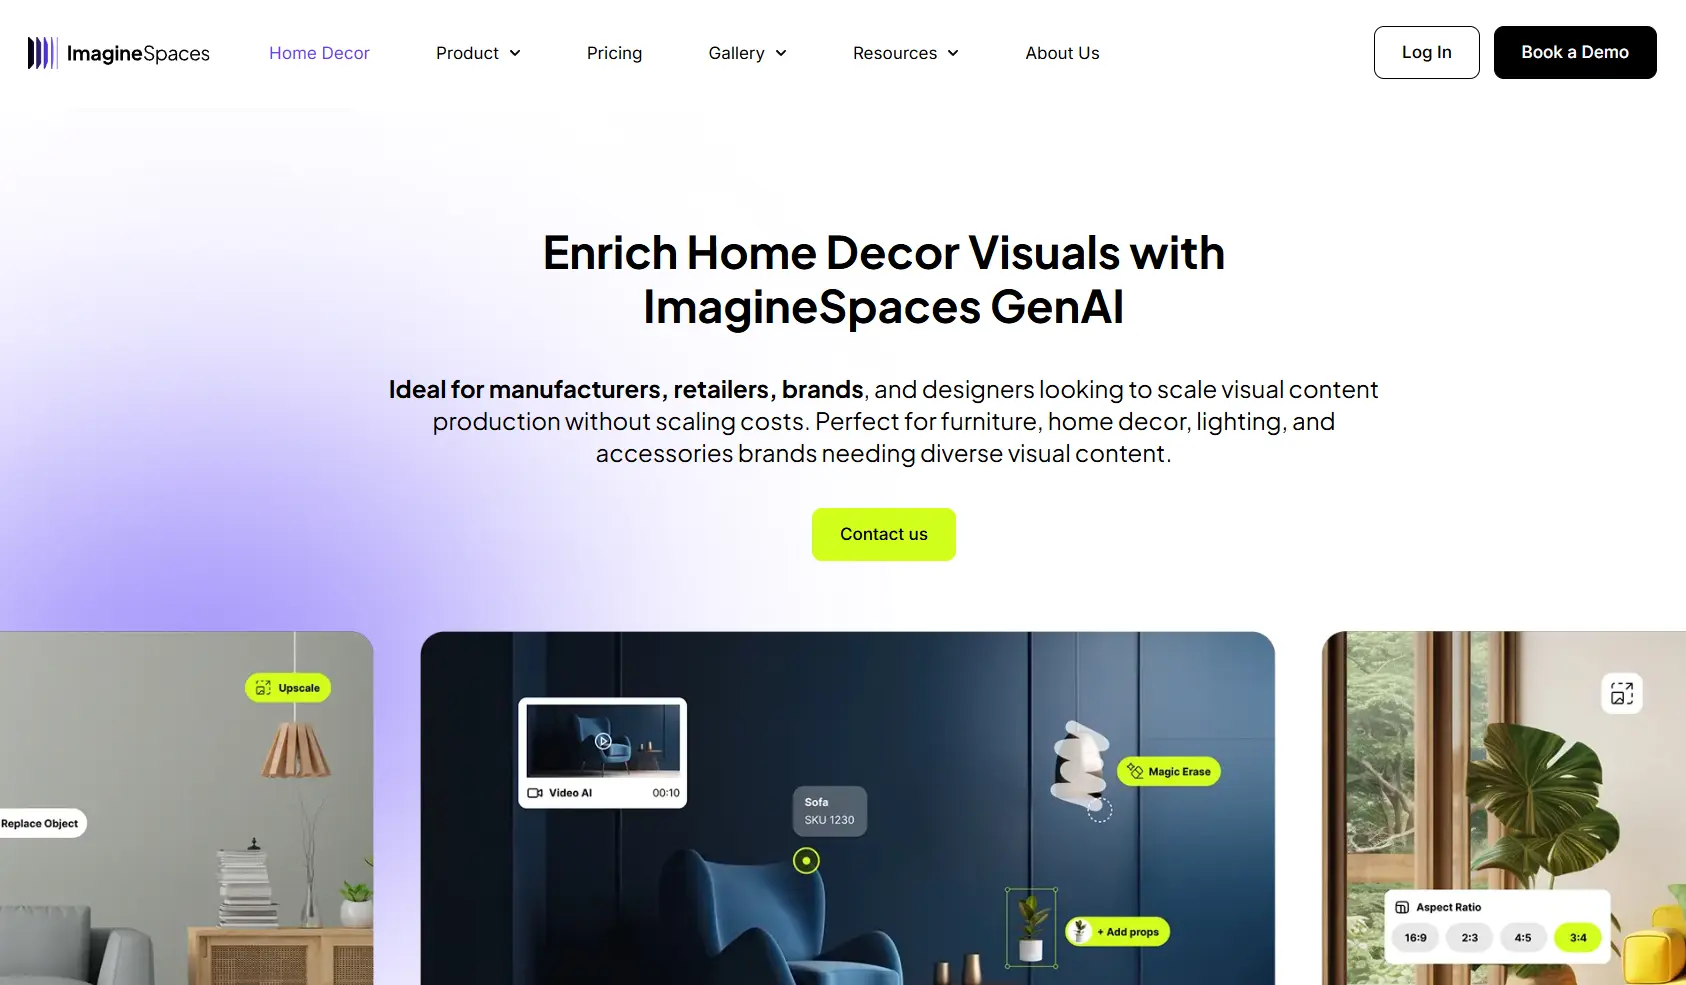 ImagineSpaces
Home Decor
Product
Pricing
Gallery
Resources
About Us
Log In
Book a Demo
Enrich Home Decor Visuals with
ImagineSpaces GenAI
Ideal for manufacturers, retailers, brands, and designers looking to scale visual content
production without scaling costs. Perfect for furniture, home decor, lighting, and
accessories brands needing diverse visual content.
Contact us
Upscale
Replace Object
Video AI
00:10
Sofa
SKU 1230
Magic Erase
+ Add props
Aspect Ratio
16:9
2:3
4:5
3:4